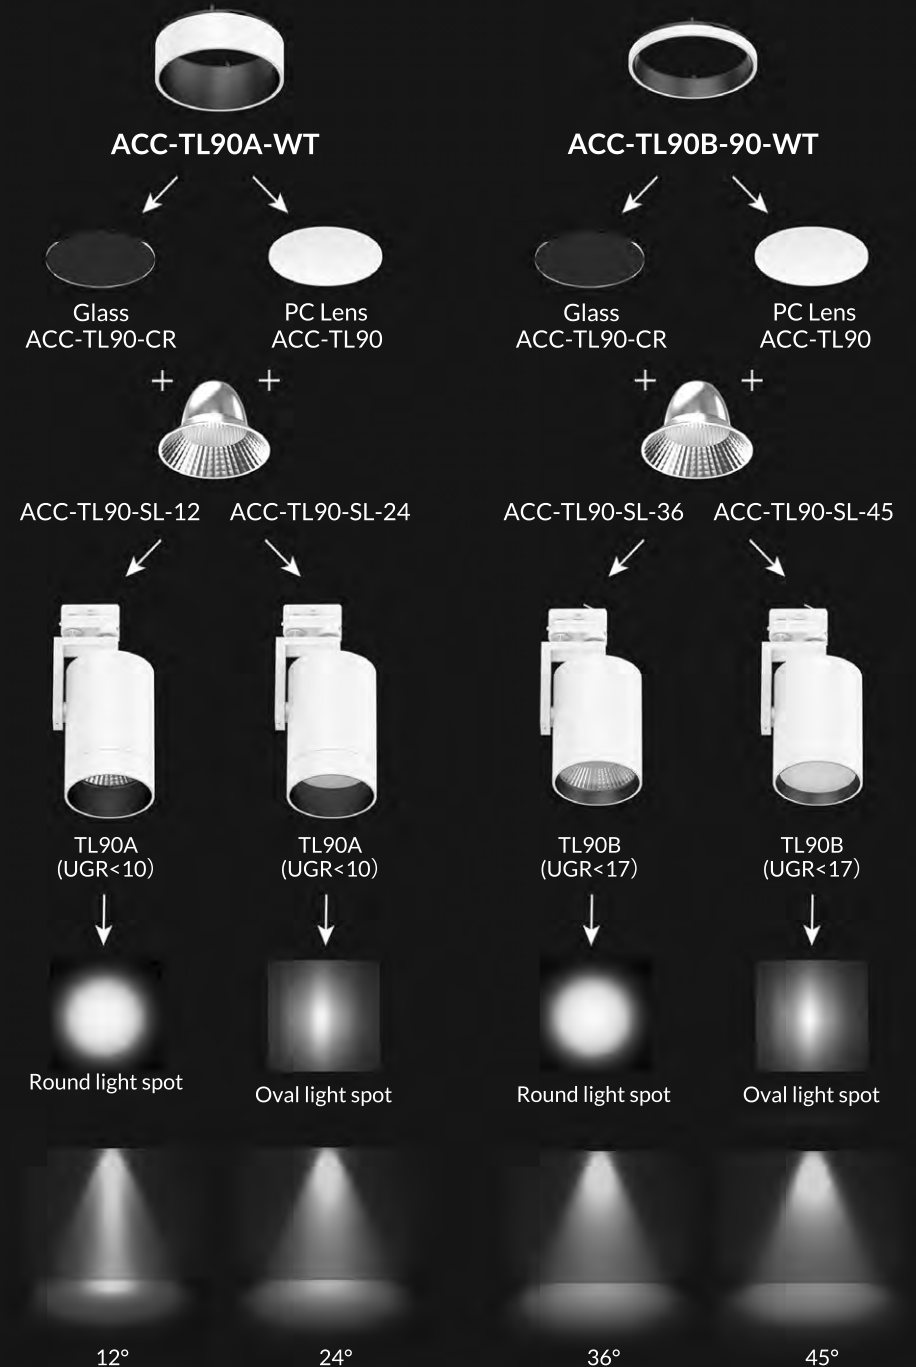 ACC-TL90A-WT
ACC-TL90B-90-WT
Glass
ACC-TL90-CR
PC Lens
ACC-TL90
Glass
ACC-TL90-CR
PC Lens
ACC-TL90
+ +
+ +
ACC-TL90-SL-12 ACC-TL90-SL-24
ACC-TL90-SL-36 ACC-TL90-SL-45
TL90A
(UGR<10)
TL90A
(UGR<10)
TL90B
(UGR<17)
TL90B
(UGR<17)
Round light spot
Oval light spot
Round light spot
Oval light spot
12°
24°
36°
45°